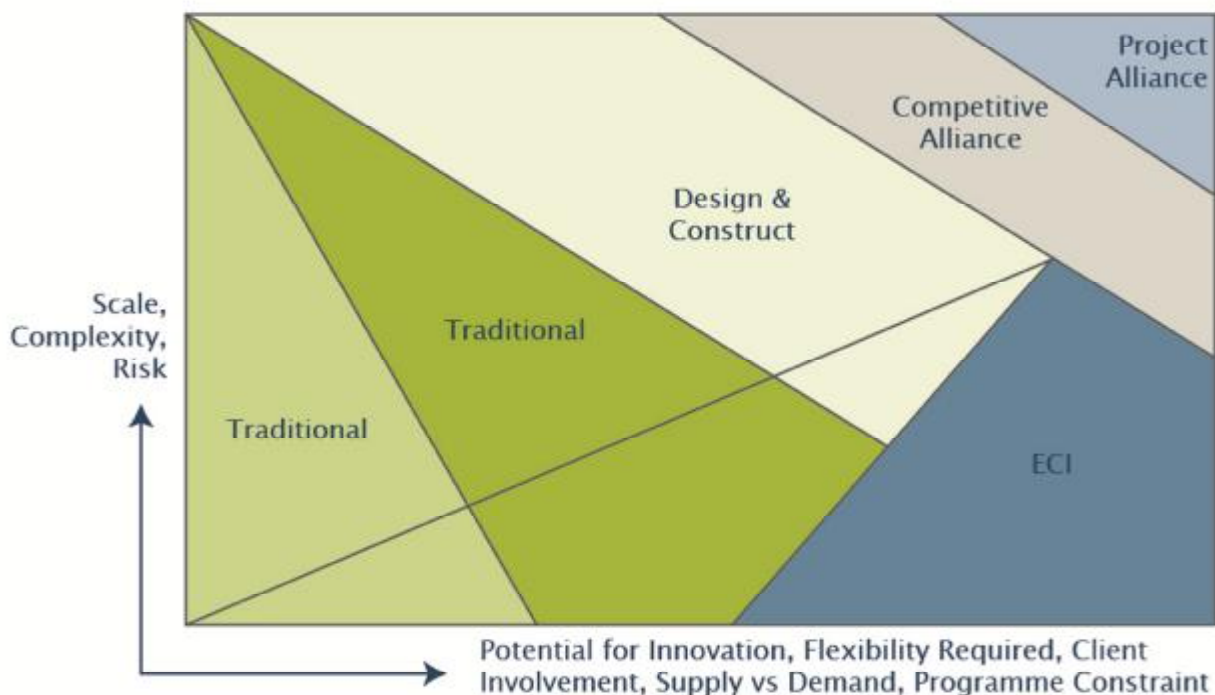 Project
Alliance
Competitive
Alliance
Design &
Construct
Scale,
Complexity,
Risk
Traditional
Traditional
ECI
Potential for Innovation, Flexibility Required, Client
Involvement, Supply vs Demand, Programme Constraint